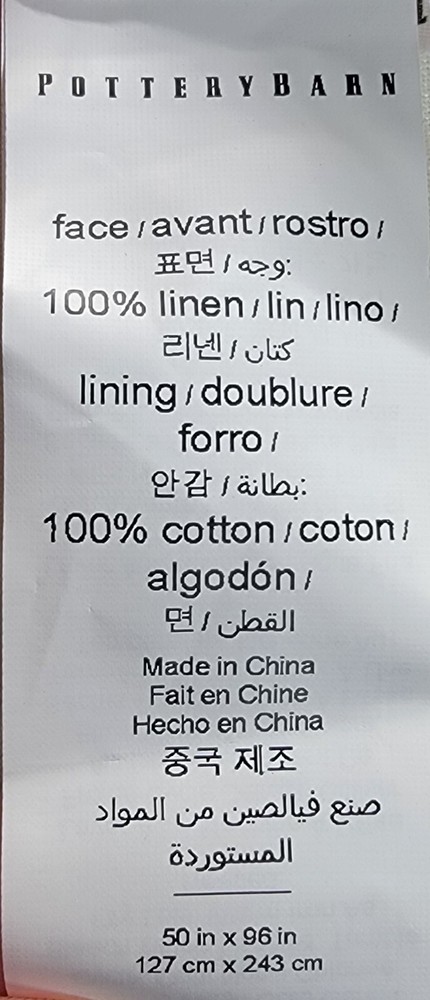 POTTERYBARN
face / avant / rostro /
표면 / وجه:
100% linen / lin / lino /
리넨 / كتان
lining / doublure /
forro /
안감 / بطانة:
100% cotton / coton /
algodón /
면 / القطن
Made in China
Fait en Chine
Hecho en China
중국 제조
صنع فيالصين من المواد
المستوردة
50 in x 96 in
127 cm x 243 cm